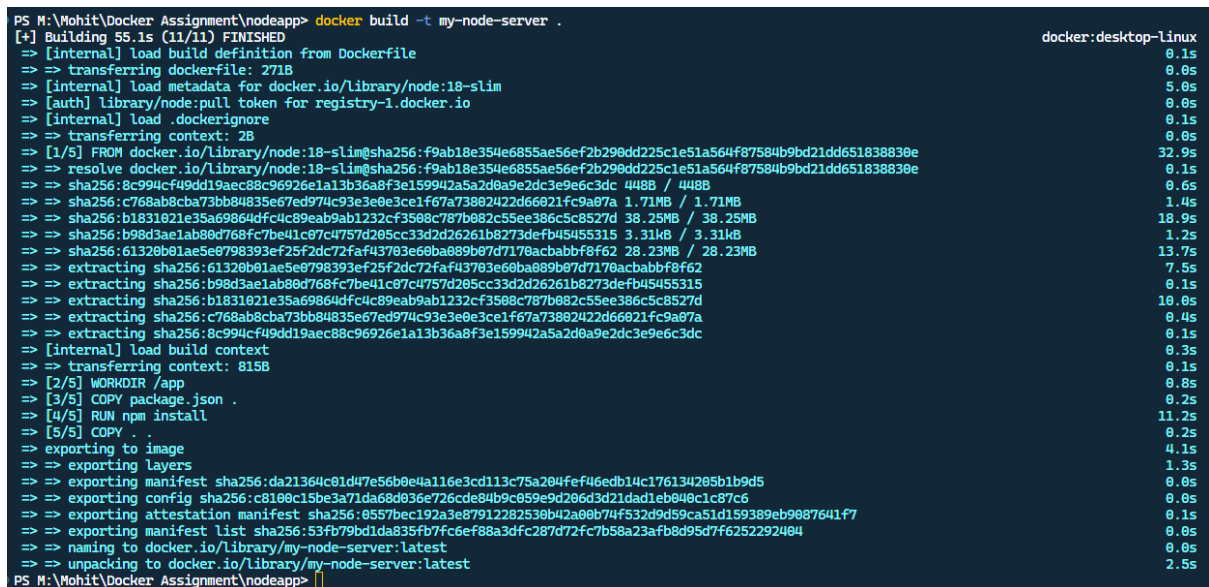 PS M:\Mohit\Docker Assignment\nodeapp> docker build -t my-node-server .
[+] Building 55.1s (11/11) FINISHED docker:desktop-linux
=> [internal] load build definition from Dockerfile 0.1s
=> => transferring dockerfile: 271B 0.0s
=> [internal] load metadata for docker.io/library/node:18-slim 5.0s
=> [auth] library/node:pull token for registry-1.docker.io 0.0s
=> [internal] load .dockerignore 0.1s
=> => transferring context: 2B 0.0s
=> [1/5] FROM docker.io/library/node:18-slim@sha256:f9ab18e354e6855ae56ef2b290dd225c1e51a564f87584b9bd21dd651838830e 32.9s
=> => resolve docker.io/library/node:18-slim@sha256:f9ab18e354e6855ae56ef2b290dd225c1e51a564f87584b9bd21dd651838830e 0.1s
=> => sha256:8c994cf49dd19aec88c96926e1a13b36a8f3e159942a5a2d0a9e2dc3e9e6c3dc 448B / 448B 0.6s
=> => sha256:c768ab8cba73bb84835e67ed974c93e3e0e3ce1f67a73802422d66021fc9a07a 1.71MB / 1.71MB 1.4s
=> => sha256:b1831021e35a69864dfc4c89eab9ab1232cf3508c787b082c55ee386c5c8527d 38.25MB / 38.25MB 18.9s
=> => sha256:b98d3ae1ab80d768fc7be41c07c4757d205cc33d2d26261b8273defb45455315 3.31kB / 3.31kB 1.2s
=> => sha256:61320b01ae5e0798393ef25f2dc72faf43703e60ba089b07d7170acbabbf8f62 28.23MB / 28.23MB 13.7s
=> => extracting sha256:61320b01ae5e0798393ef25f2dc72faf43703e60ba089b07d7170acbabbf8f62 7.5s
=> => extracting sha256:b98d3ae1ab80d768fc7be41c07c4757d205cc33d2d26261b8273defb45455315 0.1s
=> => extracting sha256:b1831021e35a69864dfc4c89eab9ab1232cf3508c787b082c55ee386c5c8527d 10.0s
=> => extracting sha256:c768ab8cba73bb84835e67ed974c93e3e0e3ce1f67a73802422d66021fc9a07a 0.4s
=> => extracting sha256:8c994cf49dd19aec88c96926e1a13b36a8f3e159942a5a2d0a9e2dc3e9e6c3dc 0.1s
=> [internal] load build context 0.3s
=> => transferring context: 815B 0.1s
=> [2/5] WORKDIR /app 0.8s
=> [3/5] COPY package.json . 0.2s
=> [4/5] RUN npm install 11.2s
=> [5/5] COPY . . 0.2s
=> exporting to image 4.1s
=> => exporting layers 1.3s
=> => exporting manifest sha256:da21364c01d47e56b0e4a116e3cd113c75a204fef46edb14c176134205b1b9d5 0.0s
=> => exporting config sha256:c8100c15be3a71da68d036e726cde84b9c059e9d206d3d21dad1eb040c1c87c6 0.0s
=> => exporting attestation manifest sha256:0557bec192a3e87912282530b42a00b74f532d9d59ca51d159389eb9087641f7 0.1s
=> => exporting manifest list sha256:53fb79bd1da835fb7fc6ef88a3dfc287d72fc7b58a23afb8d95d7f6252292404 0.0s
=> => naming to docker.io/library/my-node-server:latest 0.0s
=> => unpacking to docker.io/library/my-node-server:latest 2.5s
PS M:\Mohit\Docker Assignment\nodeapp>